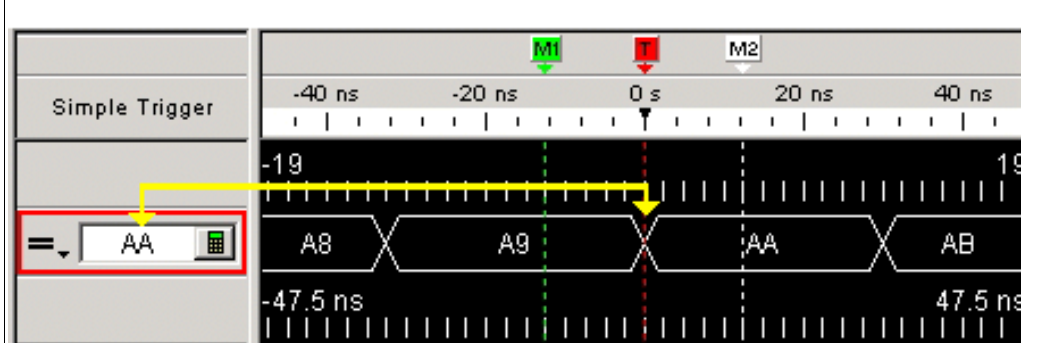 M1 T M2
Simple Trigger
-40 ns -20 ns 0 s 20 ns 40 ns
-19 19
= AA A8 A9 AA AB
-47.5 ns 47.5 ns